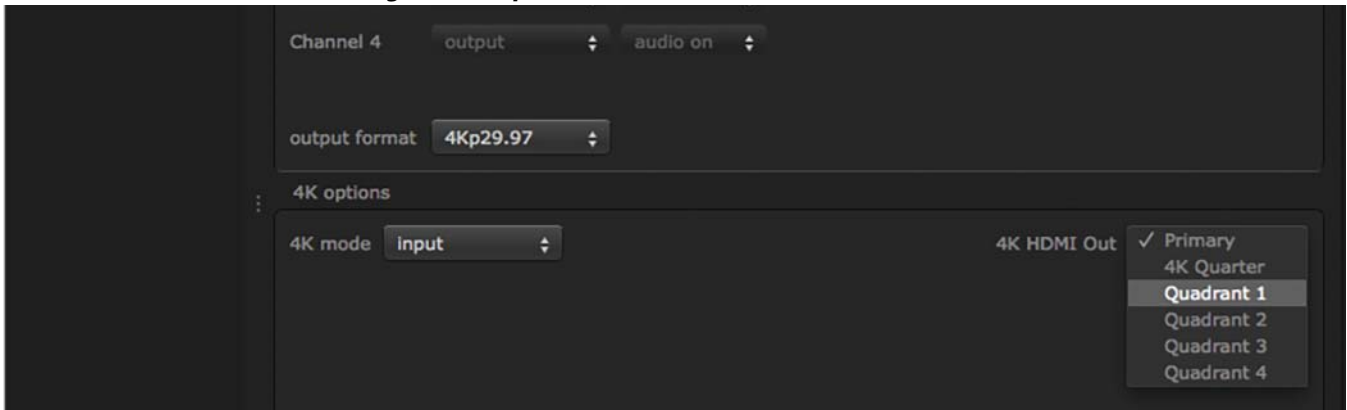 Channel 4 output audio on
output format 4Kp29.97
4K options
4K mode input 4K HDMI Out ✓ Primary
4K Quarter
Quadrant 1
Quadrant 2
Quadrant 3
Quadrant 4